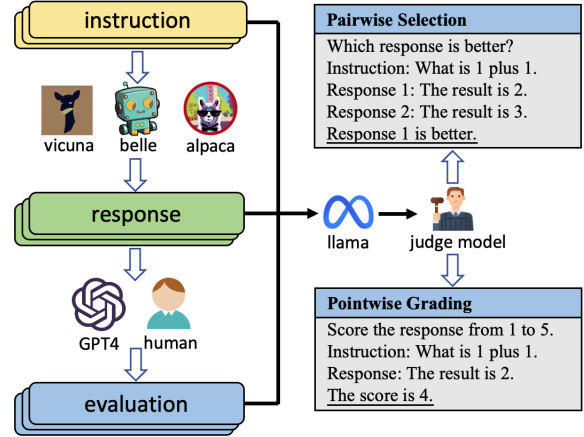 instruction
vicuna
belle
alpaca
response
GPT4
human
evaluation
llama
judge model
Pairwise Selection
Which response is better?
Instruction: What is 1 plus 1.
Response 1: The result is 2.
Response 2: The result is 3.
Response 1 is better.
Pointwise Grading
Score the response from 1 to 5.
Instruction: What is 1 plus 1.
Response: The result is 2.
The score is 4.